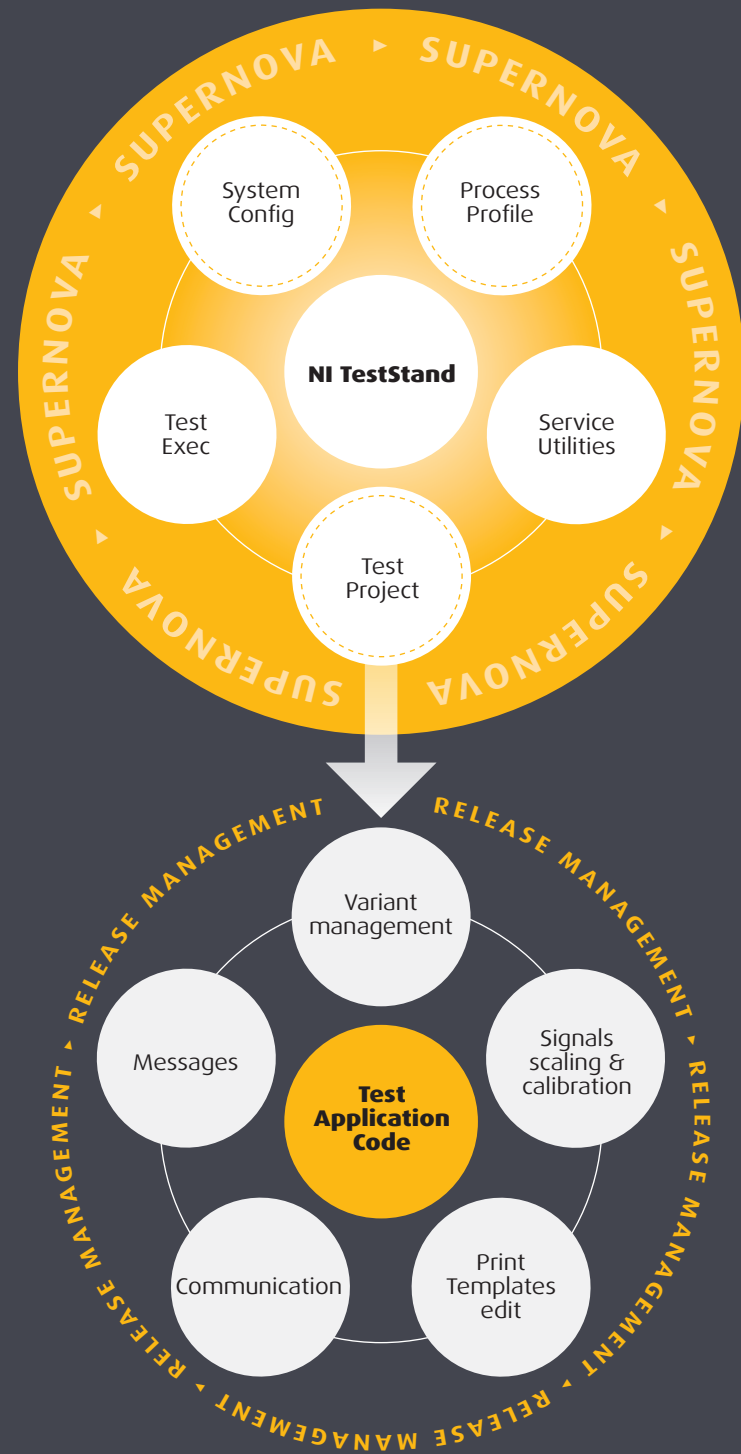 SUPERNOVA ▸ SUPERNOVA ▸ SUPERNOVA ▸ SUPERNOVA
SUPERNOVA ▸ SUPERNOVA ▸ SUPERNOVA
System
Config
Process
Profile
NI TestStand
Test
Exec
Service
Utilities
Test
Project
RELEASE MANAGEMENT ▸ RELEASE MANAGEMENT ▸ RELEASE MANAGEMENT ▸ RELEASE MANAGEMENT ▸ RELEASE MANAGEMENT ▸ RELEASE MANAGEMENT
Variant
management
Messages
Signals
scaling &
calibration
Test
Application
Code
Communication
Print
Templates
edit